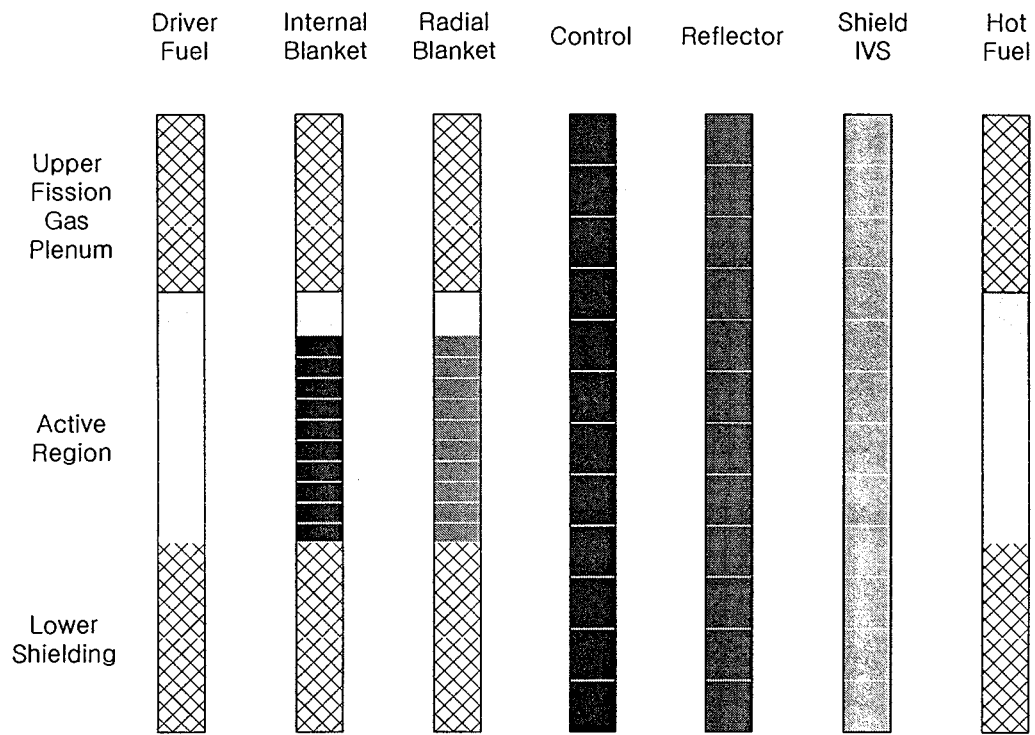 Driver
Fuel
Internal
Blanket
Radial
Blanket
Control
Reflector
Shield
IVS
Hot
Fuel
Upper
Fission
Gas
Plenum
Active
Region
Lower
Shielding